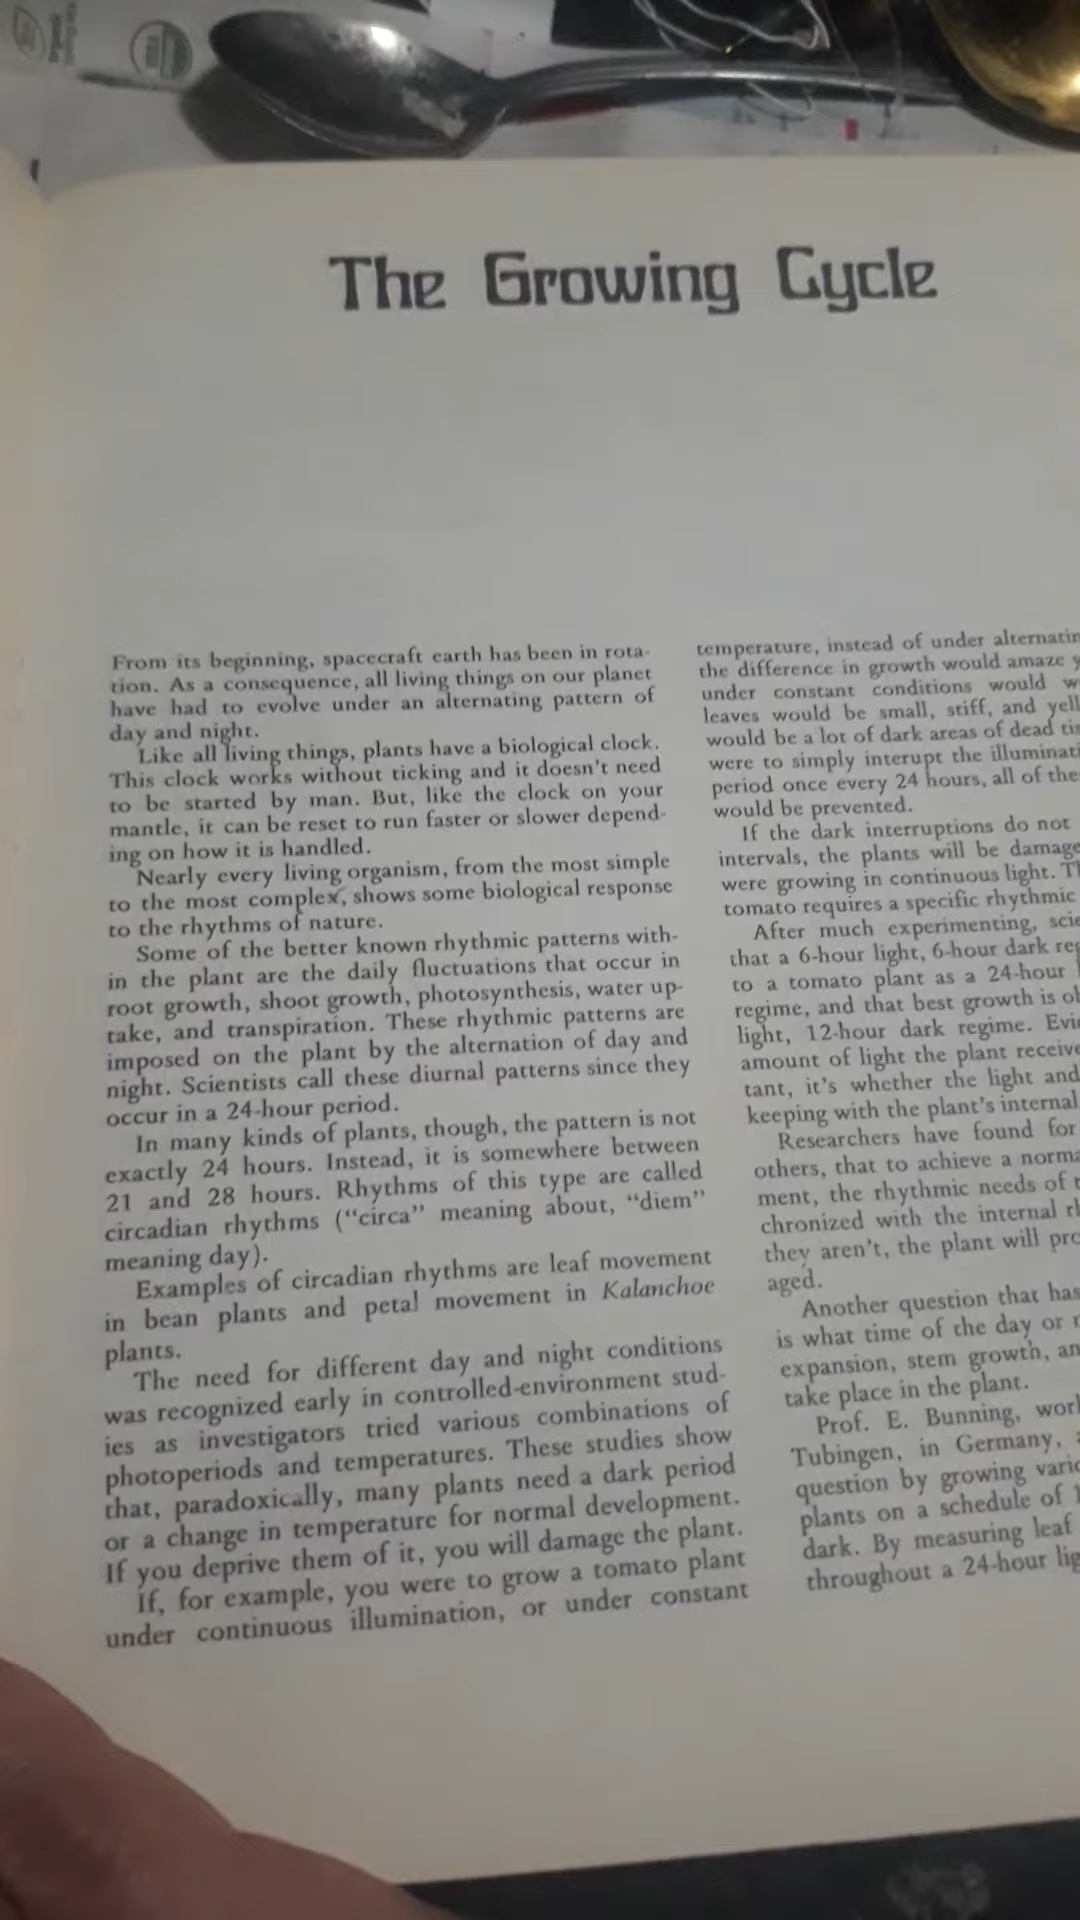 The Growing Cycle
From its beginning, spacecraft earth has been in rota-
tion. As a consequence, all living things on our planet
have had to evolve under an alternating pattern of
day and night.
Like all living things, plants have a biological clock.
This clock works without ticking and it doesn't need
to be started by man. But, like the clock on your
mantle, it can be reset to run faster or slower depend-
ing on how it is handled.
Nearly every living organism, from the most simple
to the most complex, shows some biological response
to the rhythms of nature.
Some of the better known rhythmic patterns with-
in the plant are the daily fluctuations that occur in
root growth, shoot growth, photosynthesis, water up-
take, and transpiration. These rhythmic patterns are
imposed on the plant by the alternation of day and
night. Scientists call these diurnal patterns since they
occur in a 24-hour period.
In many kinds of plants, though, the pattern is not
exactly 24 hours. Instead, it is somewhere between
21 and 28 hours. Rhythms of this type are called
circadian rhythms ("circa" meaning about, "diem"
meaning day).
Examples of circadian rhythms are leaf movement
in bean plants and petal movement in Kalanchoe
plants.
The need for different day and night conditions
was recognized early in controlled-environment stud-
ies as investigators tried various combinations of
photoperiods and temperatures. These studies show
that, paradoxically, many plants need a dark period
or a change in temperature for normal development.
If you deprive them of it, you will damage the plant.
If, for example, you were to grow a tomato plant
under continuous illumination, or under constant
temperature, instead of under alternatin
the difference in growth would amaze y
under constant conditions would w
leaves would be small, stiff, and yell
would be a lot of dark areas of dead tis
were to simply interupt the illuminati
period once every 24 hours, all of the
would be prevented.
If the dark interruptions do not
intervals, the plants will be damage
were growing in continuous light. Th
tomato requires a specific rhythmic
After much experimenting, scie
that a 6-hour light, 6-hour dark reg
to a tomato plant as a 24-hour
regime, and that best growth is ob
light, 12-hour dark regime. Evid
amount of light the plant receive
tant, it's whether the light and
keeping with the plant's internal
Researchers have found for
others, that to achieve a norma
ment, the rhythmic needs of t
chronized with the internal rh
they aren't, the plant will pro
aged.
Another question that has
is what time of the day or n
expansion, stem growth, an
take place in the plant.
Prof. E. Bunning, worl
Tubingen, in Germany, a
question by growing vario
plants on a schedule of 1
dark. By measuring leaf
throughout a 24-hour lig